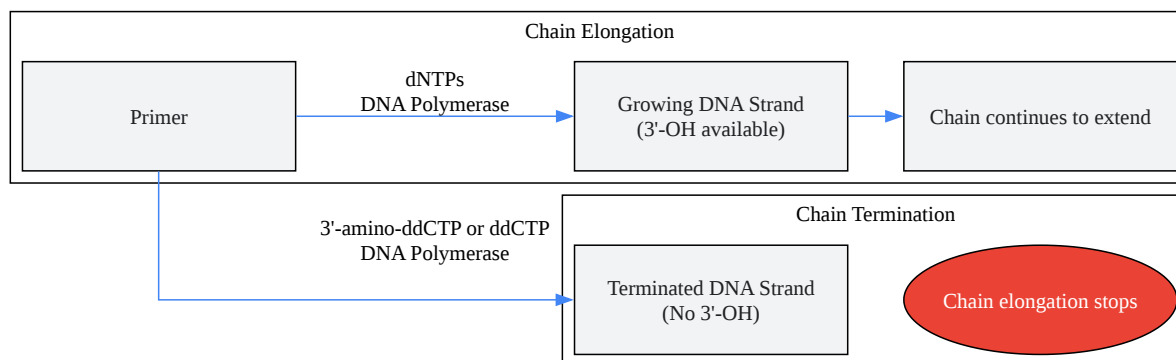 Chain Elongation
Primer
dNTPs
DNA Polymerase
Growing DNA Strand
(3'-OH available)
Chain continues to extend
3'-amino-ddCTP or ddCTP
DNA Polymerase
Chain Termination
Terminated DNA Strand
(No 3'-OH)
Chain elongation stops